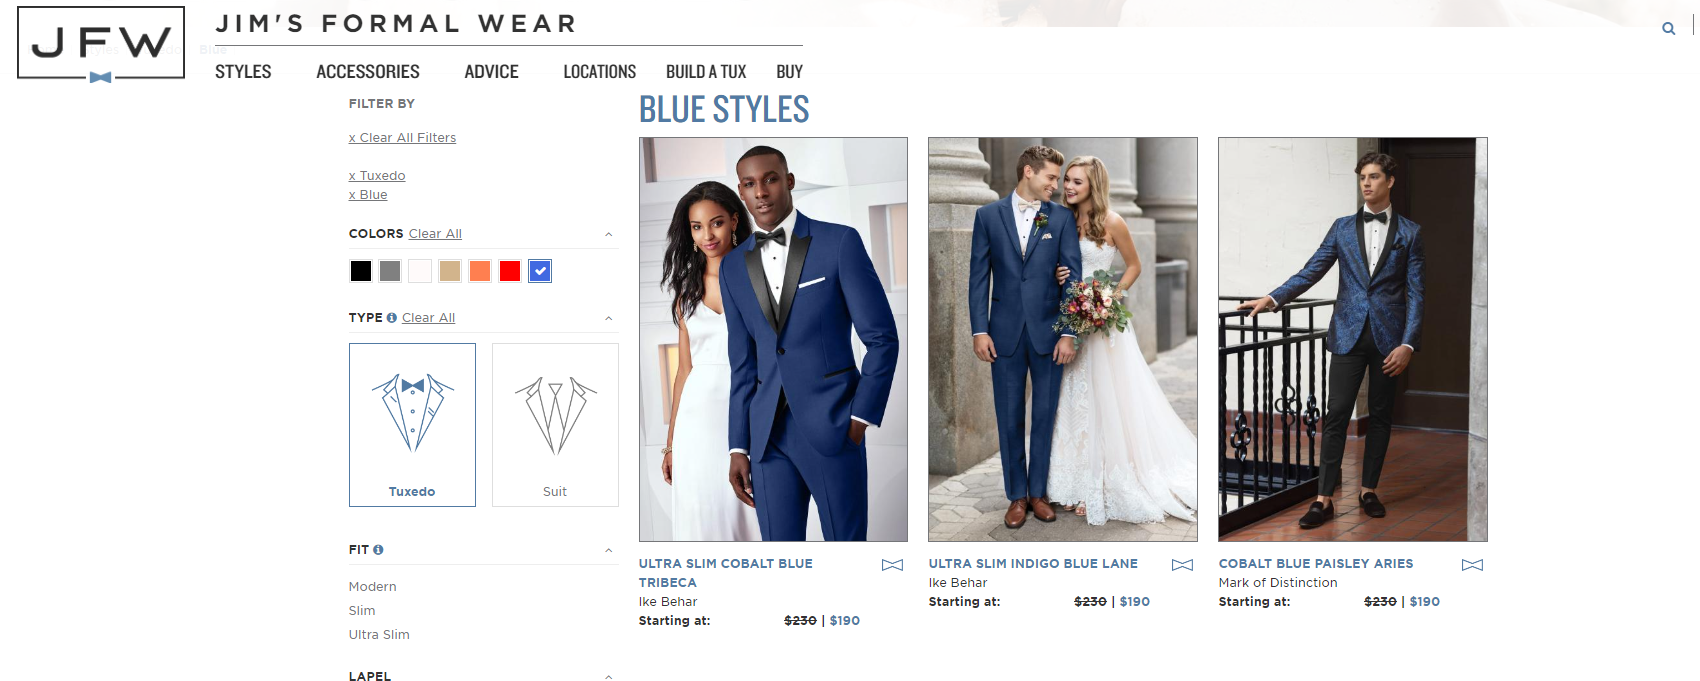 JFW
JIM'S FORMAL WEAR
Blue
STYLES ACCESSORIES ADVICE LOCATIONS BUILD A TUX BUY
FILTER BY
x Clear All Filters
x Tuxedo
x Blue
COLORS Clear All
TYPE Clear All
Tuxedo
Suit
FIT
Modern
Slim
Ultra Slim
LAPEL
BLUE STYLES
ULTRA SLIM COBALT BLUE
TRIBECA
Ike Behar
Starting at: $230 | $190
ULTRA SLIM INDIGO BLUE LANE
Ike Behar
Starting at: $230 | $190
COBALT BLUE PAISLEY ARIES
Mark of Distinction
Starting at: $230 | $190